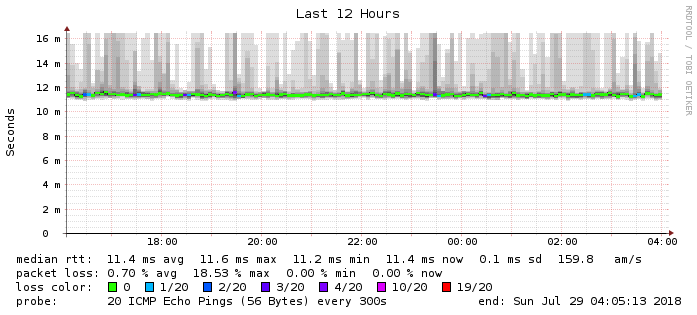 Last 12 Hours
RRDTOOL / TOBI OETIKER
Seconds
16 m
14 m
12 m
10 m
8 m
6 m
4 m
2 m
0
18:00 20:00 22:00 00:00 02:00 04:00
median rtt: 11.4 ms avg 11.6 ms max 11.2 ms min 11.4 ms now 0.1 ms sd 159.8 am/s
packet loss: 0.70 % avg 18.53 % max 0.00 % min 0.00 % now
loss color: 0 1/20 2/20 3/20 4/20 10/20 19/20
probe: 20 ICMP Echo Pings (56 Bytes) every 300s end: Sun Jul 29 04:05:13 2018